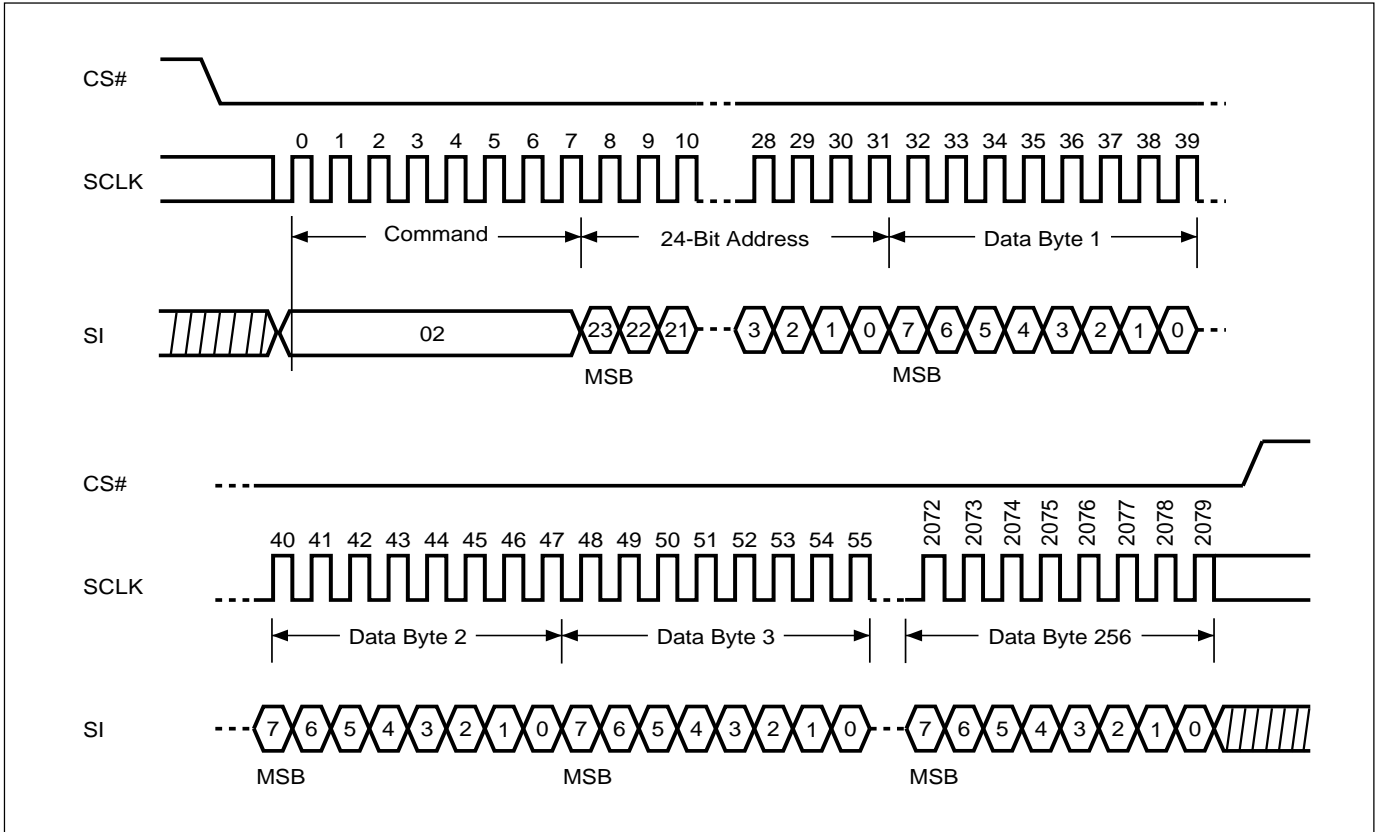 CS#
0 1 2 3 4 5 6 7 8 9 10 28 29 30 31 32 33 34 35 36 37 38 39
SCLK
Command 24-Bit Address Data Byte 1
SI 02 23 22 21 3 2 1 0 7 6 5 4 3 2 1 0
MSB MSB
CS#
2072 2073 2074 2075 2076 2077 2078 2079
40 41 42 43 44 45 46 47 48 49 50 51 52 53 54 55
SCLK
Data Byte 2 Data Byte 3 Data Byte 256
SI 7 6 5 4 3 2 1 0 7 6 5 4 3 2 1 0 7 6 5 4 3 2 1 0
MSB MSB MSB